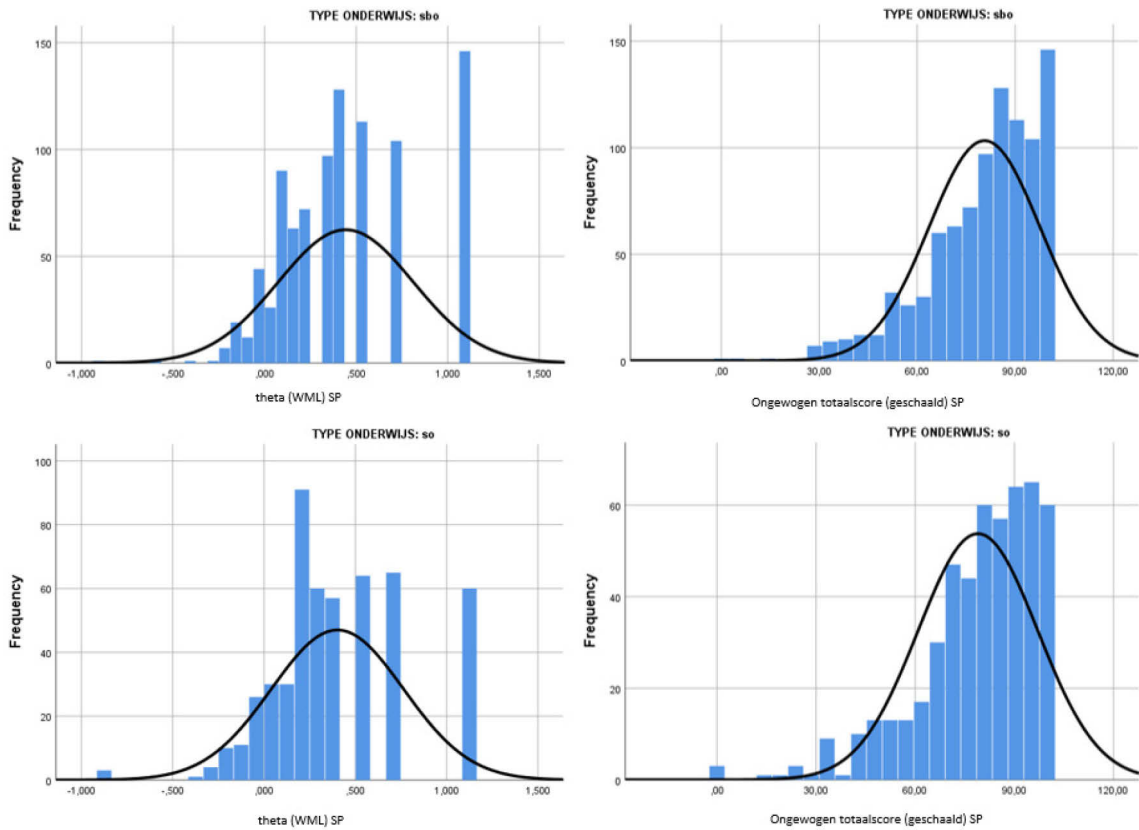 TYPE ONDERWIJS: sbo
150
100
50
0
Frequency
-1,000 -,500 ,000 ,500 1,000 1,500
theta (WML) SP
TYPE ONDERWIJS: sbo
150
100
50
0
Frequency
,00 30,00 60,00 90,00 120,00
Ongewogen totaalscore (geschaald) SP
TYPE ONDERWIJS: so
100
80
60
40
20
0
Frequency
-1,000 -,500 ,000 ,500 1,000 1,500
theta (WML) SP
TYPE ONDERWIJS: so
60
40
20
0
Frequency
,00 30,00 60,00 90,00 120,00
Ongewogen totaalscore (geschaald) SP